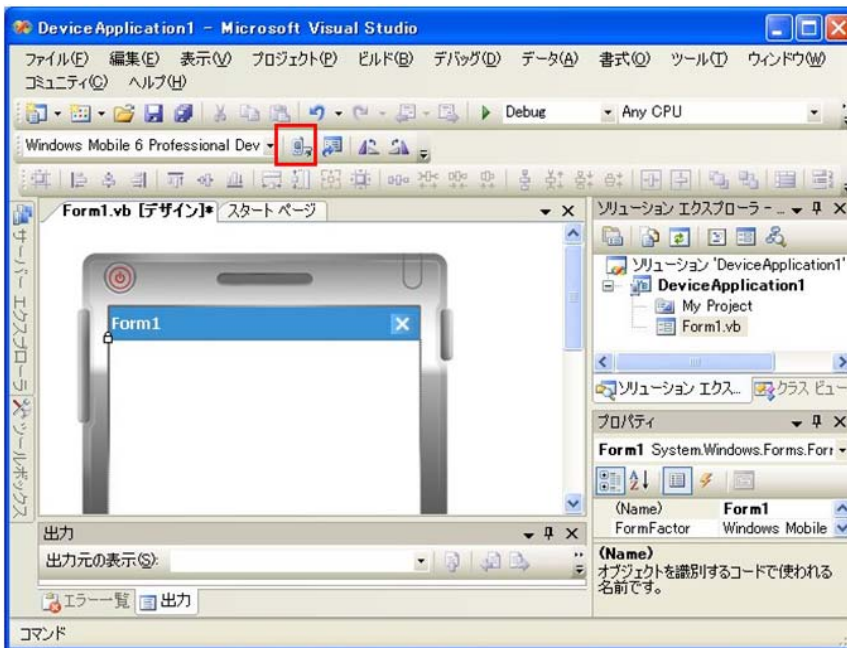 DeviceApplication1 - Microsoft Visual Studio
ファイル(F) 編集(E) 表示(V) プロジェクト(P) ビルド(B) デバッグ(D) データ(A) 書式(O) ツール(T) ウィンドウ(W)
コミュニティ(C) ヘルプ(H)
Debug Any CPU
Windows Mobile 6 Professional Dev
サーバー エクスプローラ
ツールボックス
Form1.vb [デザイン]* スタート ページ
Form1
ソリューション エクスプローラ - ...
ソリューション 'DeviceApplication1'
DeviceApplication1
My Project
Form1.vb
ソリューション エクス... クラス ビュー
プロパティ
Form1 System.Windows.Forms.Forr
(Name) Form1
FormFactor Windows Mobile
(Name)
オブジェクトを識別するコードで使われる
名前です。
出力
出力元の表示(S):
エラー一覧 出力
コマンド